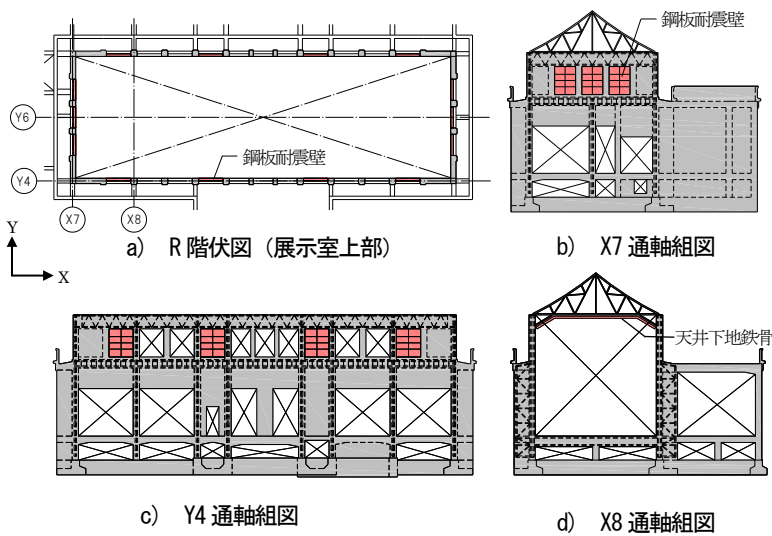 鋼板耐震壁
Y6
鋼板耐震壁
Y4
X7
X8
a) R 階伏図（展示室上部）
b) X7 通軸組図
Y
X
天井下地鉄骨
c) Y4 通軸組図
d) X8 通軸組図